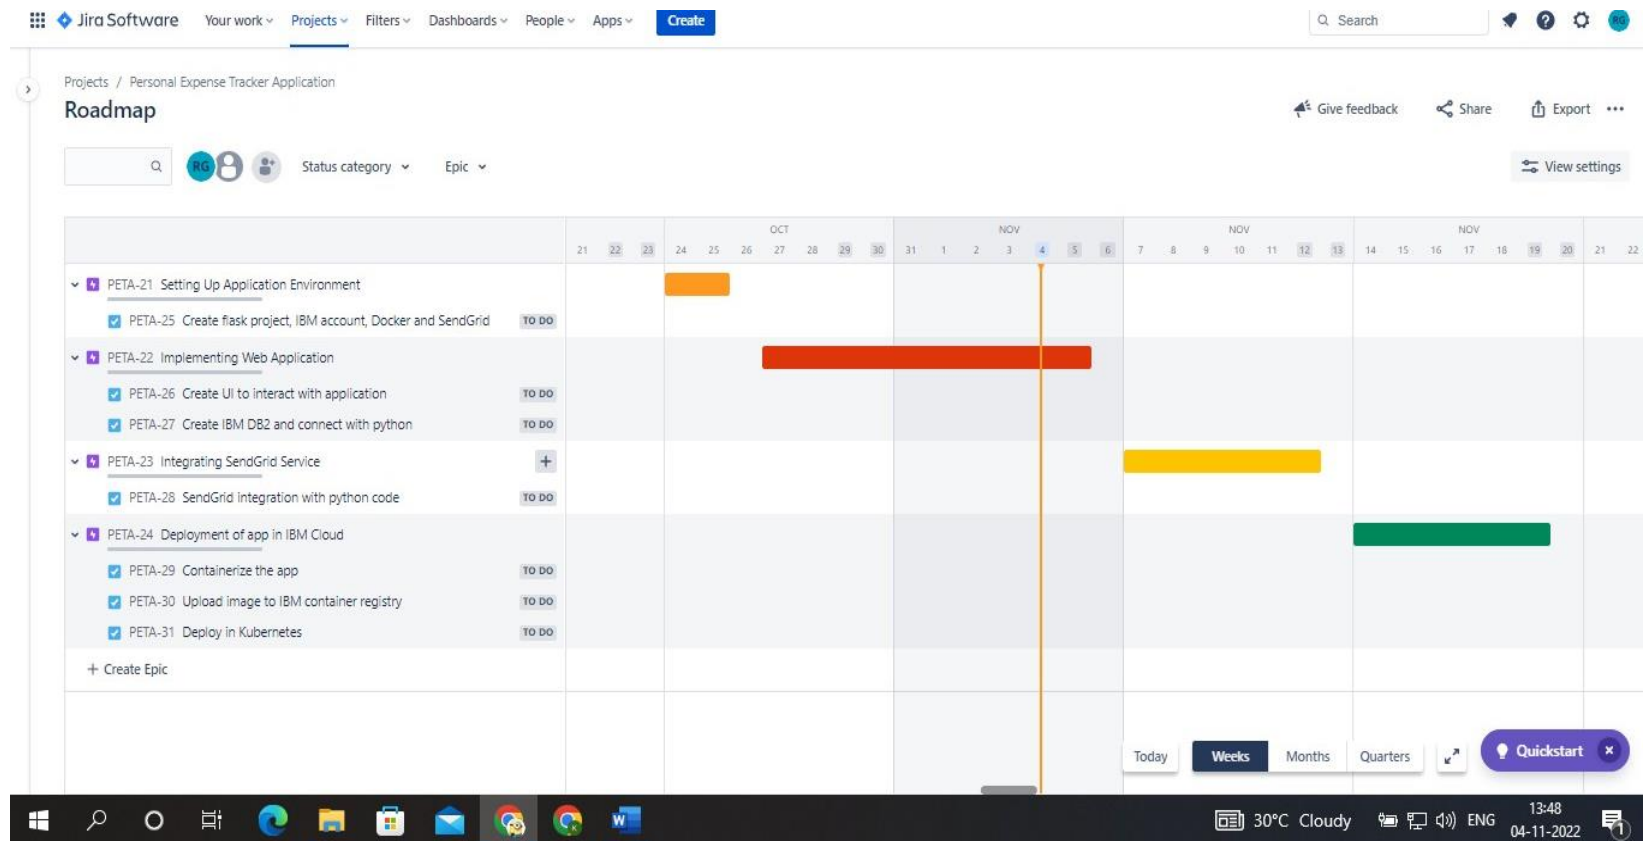 Jira Software Your work Projects Filters Dashboards People Apps Create Search RG
Projects / Personal Expense Tracker Application
Roadmap Give feedback Share Export
RG Status category Epic View settings
OCT NOV NOV NOV
21 22 23 24 25 26 27 28 29 30 31 1 2 3 4 5 6 7 8 9 10 11 12 13 14 15 16 17 18 19 20 21 22
PETA-21 Setting Up Application Environment
PETA-25 Create flask project, IBM account, Docker and SendGrid TO DO
PETA-22 Implementing Web Application
PETA-26 Create UI to interact with application TO DO
PETA-27 Create IBM DB2 and connect with python TO DO
PETA-23 Integrating SendGrid Service
PETA-28 SendGrid integration with python code TO DO
PETA-24 Deployment of app in IBM Cloud
PETA-29 Containerize the app TO DO
PETA-30 Upload image to IBM container registry TO DO
PETA-31 Deploy in Kubernetes TO DO
+ Create Epic
Today Weeks Months Quarters Quickstart
30°C Cloudy ENG 13:48
04-11-2022 1